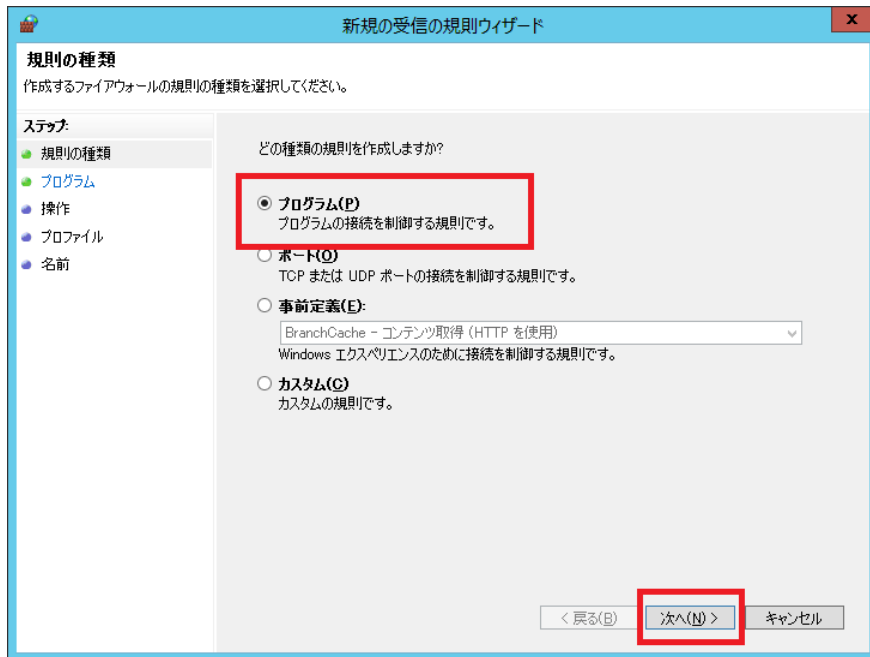 新規の受信の規則ウィザード
x
規則の種類
作成するファイアウォールの規則の種類を選択してください。
ステップ:
規則の種類
プログラム
操作
プロファイル
名前
どの種類の規則を作成しますか?
プログラム(P)
プログラムの接続を制御する規則です。
ポート(O)
TCP または UDP ポートの接続を制御する規則です。
事前定義(E):
BranchCache - コンテンツ取得 (HTTP を使用)
Windows エクスペリエンスのために接続を制御する規則です。
カスタム(C)
カスタムの規則です。
< 戻る(B)
次へ(N) >
キャンセル